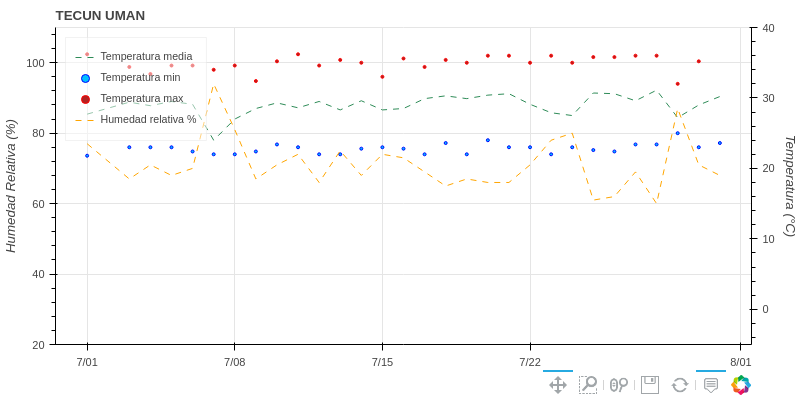 TECUN UMAN
Temperatura media
Temperatura min
Temperatura max
Humedad relativa %
Humedad Relativa (%)
100
80
60
40
20
Temperatura (°C)
40
30
20
10
0
7/01
7/08
7/15
7/22
8/01